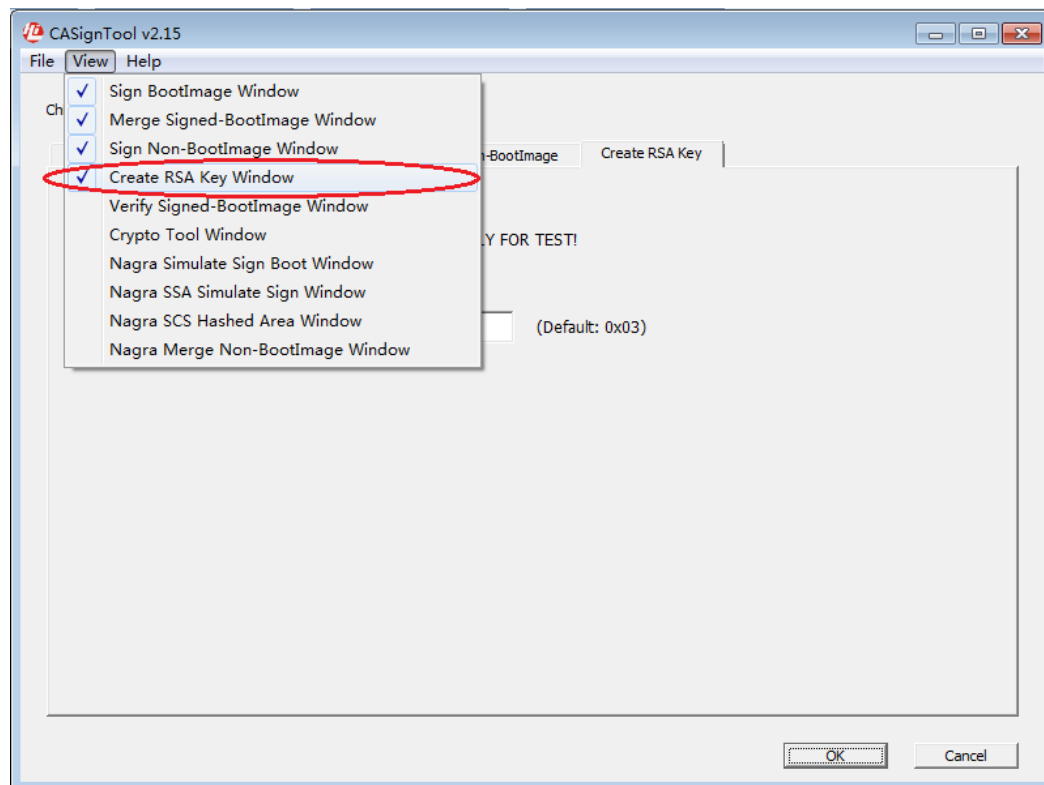 CASignTool v2.15
File View Help
Sign BootImage Window
Ch
Merge Signed-BootImage Window
Sign Non-BootImage Window
n-BootImage
Create RSA Key
Create RSA Key Window
Verify Signed-BootImage Window
Crypto Tool Window
LY FOR TEST!
Nagra Simulate Sign Boot Window
Nagra SSA Simulate Sign Window
Nagra SCS Hashed Area Window
(Default: 0x03)
Nagra Merge Non-BootImage Window
OK
Cancel